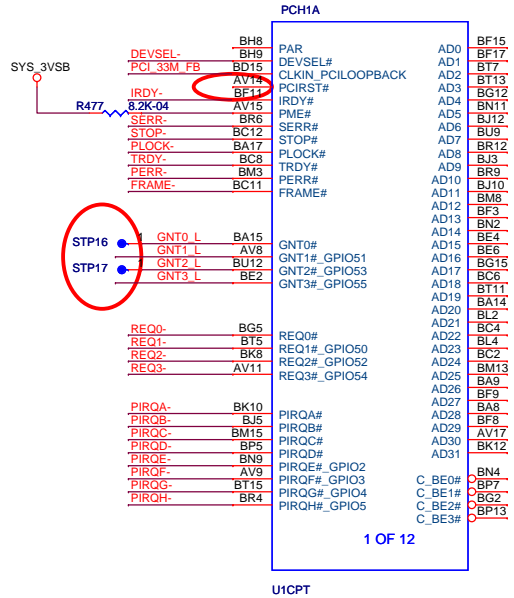 PCH1A
BH8 PAR AD0 BF15
DEVSEL- BH9 DEVSEL# AD1 BF17
PCI_33M_FB BD15 CLKIN_PCILOOPBACK AD2 BT7
SYS_3VSB
AV14 PCIRST# AD3 BT13
IRDY- BF11 IRDY# AD4 BG12
R477 8.2K-04 AV15 PME# AD5 BN11
SERR- BR6 SERR# AD6 BJ12
STOP- BC12 STOP# AD7 BU9
PLOCK- BA17 PLOCK# AD8 BR12
TRDY- BC8 TRDY# AD9 BJ3
PERR- BM3 PERR# AD10 BR9
FRAME- BC11 FRAME# AD11 BJ10
AD12 BM8
AD13 BF3
AD14 BN2
STP16 1 GNT0_L BA15 GNT0# AD15 BE4
GNT1_L AV8 GNT1#_GPIO51 AD16 BE6
STP17 1 GNT2_L BU12 GNT2#_GPIO53 AD17 BG15
GNT3_L BE2 GNT3#_GPIO55 AD18 BC6
AD19 BT11
AD20 BA14
AD21 BL2
REQ0- BG5 REQ0# AD22 BC4
REQ1- BT5 REQ1#_GPIO50 AD23 BL4
REQ2- BK8 REQ2#_GPIO52 AD24 BC2
REQ3- AV11 REQ3#_GPIO54 AD25 BM13
AD26 BA9
AD27 BF9
PIRQA- BK10 PIRQA# AD28 BA8
PIRQB- BJ5 PIRQB# AD29 BF8
PIRQC- BM15 PIRQC# AD30 AV17
PIRQD- BP5 PIRQD# AD31 BK12
PIRQE- BN9 PIRQE#_GPIO2
PIRQF- AV9 PIRQF#_GPIO3 C_BE0# BN4
PIRQG- BT15 PIRQG#_GPIO4 C_BE1# BP7
PIRQH- BR4 PIRQH#_GPIO5 C_BE2# BG2
C_BE3# BP13
1 OF 12
U1CPT